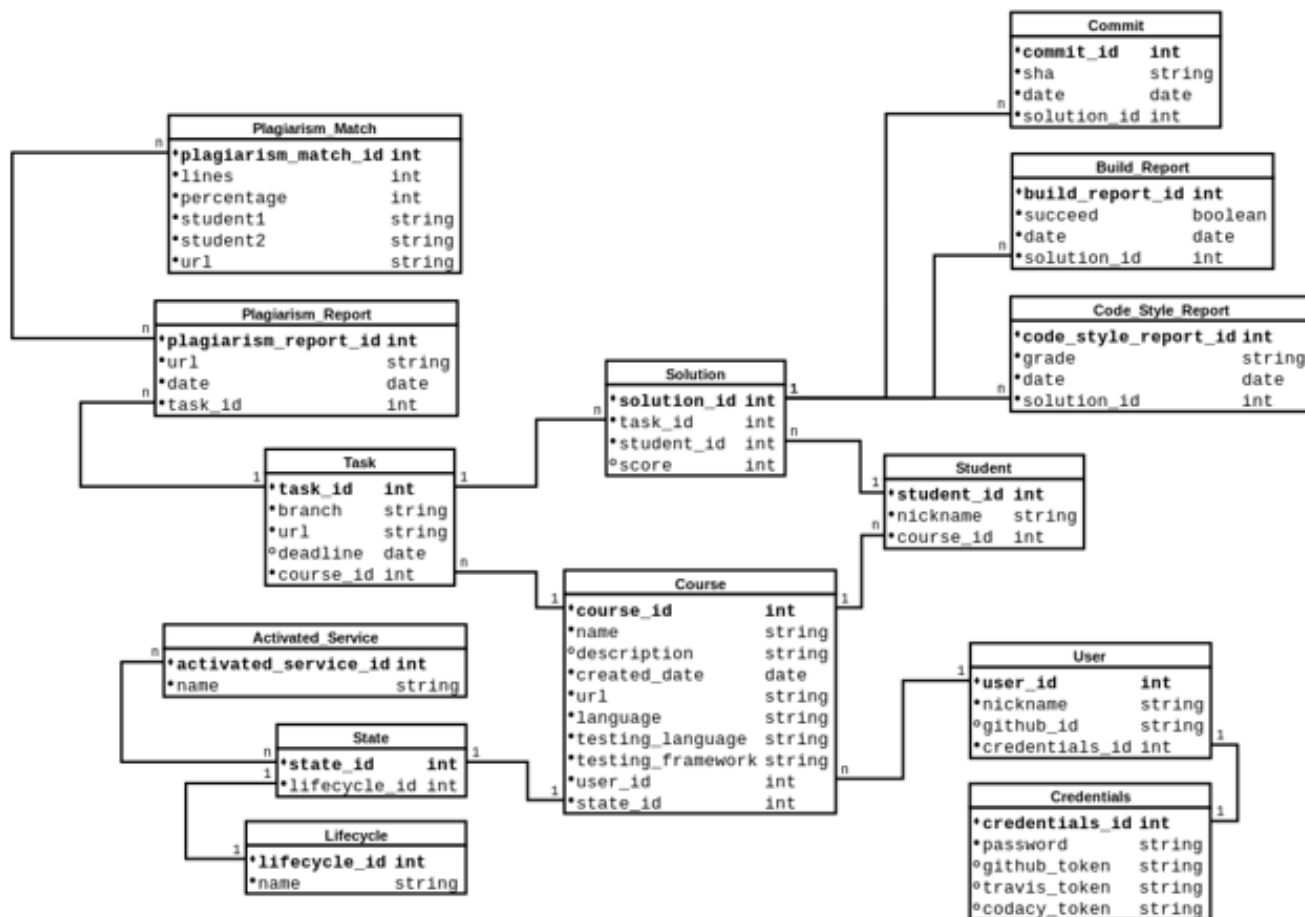 Commit
commit_id int
sha string
date date
solution_id int
n
Plagiarism_Match
plagiarism_match_id int
lines int
percentage int
student1 string
student2 string
url string
n
Build_Report
build_report_id int
succeed boolean
date date
solution_id int
n
Plagiarism_Report
plagiarism_report_id int
url string
date date
task_id int
n
n
Code_Style_Report
code_style_report_id int
grade string
date date
solution_id int
n
Solution
solution_id int
task_id int
student_id int
score int
n
1
n
Task
task_id int
branch string
url string
deadline date
course_id int
1
1
n
Student
student_id int
nickname string
course_id int
1
n
Course
course_id int
name string
description string
created_date date
url string
language string
testing_language string
testing_framework string
user_id int
state_id int
1
1
n
1
Activated_Service
activated_service_id int
name string
n
User
user_id int
nickname string
github_id string
credentials_id int
1
1
State
state_id int
lifecycle_id int
n
1
1
Lifecycle
lifecycle_id int
name string
1
Credentials
credentials_id int
password string
github_token string
travis_token string
codacy_token string
1